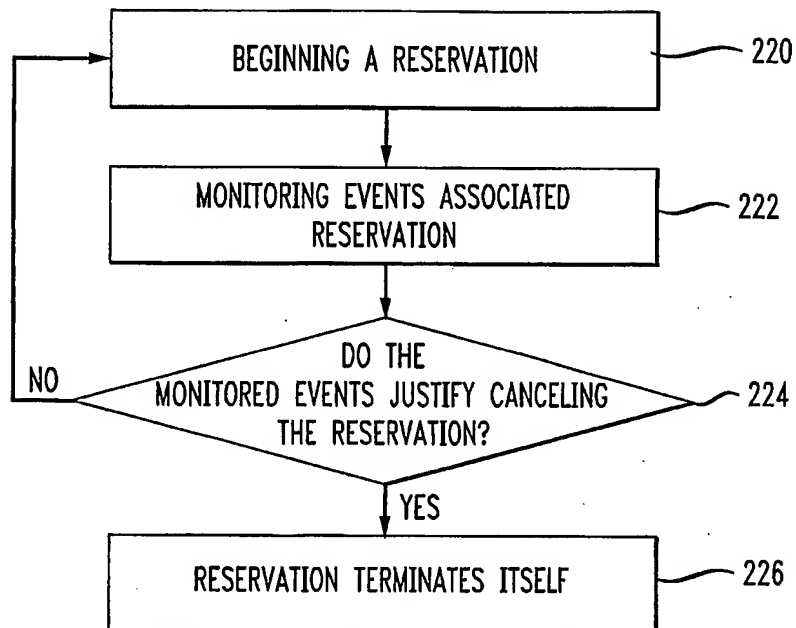 BEGINNING A RESERVATION
220
MONITORING EVENTS ASSOCIATED
RESERVATION
222
DO THE
MONITORED EVENTS JUSTIFY CANCELING
THE RESERVATION?
224
NO
YES
RESERVATION TERMINATES ITSELF
226